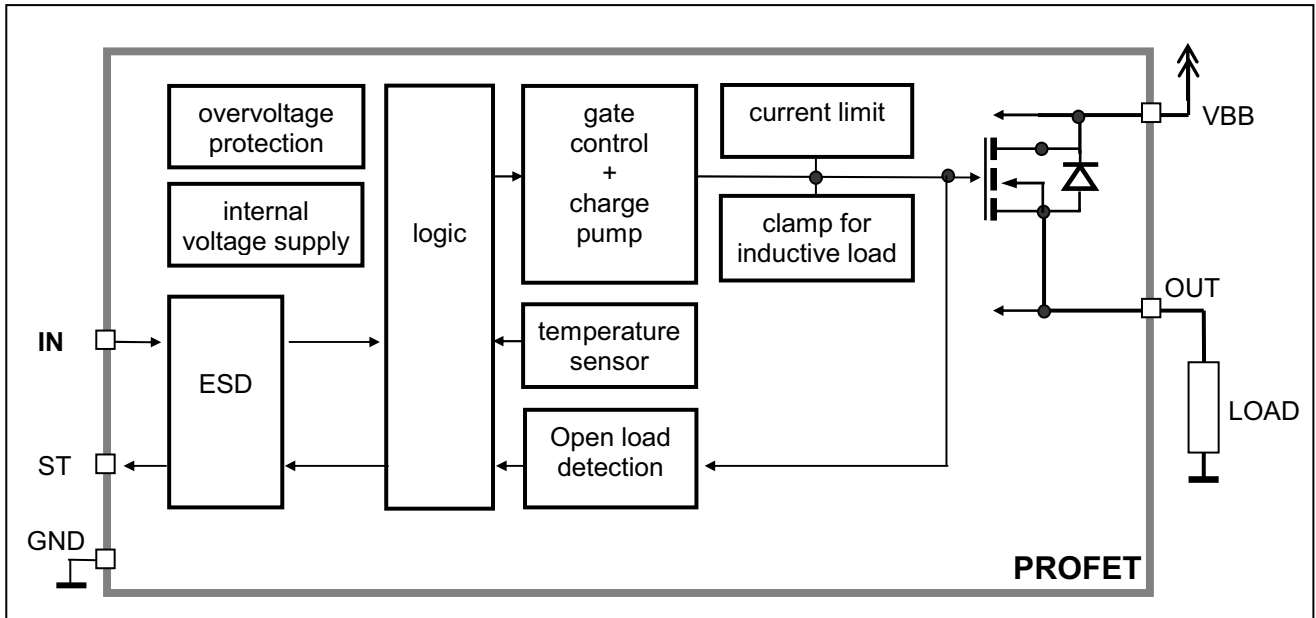 overvoltage
protection
internal
voltage supply
logic
gate
control
+
charge
pump
current limit
clamp for
inductive load
VBB
OUT
LOAD
IN
ESD
temperature
sensor
ST
Open load
detection
GND
PROFET